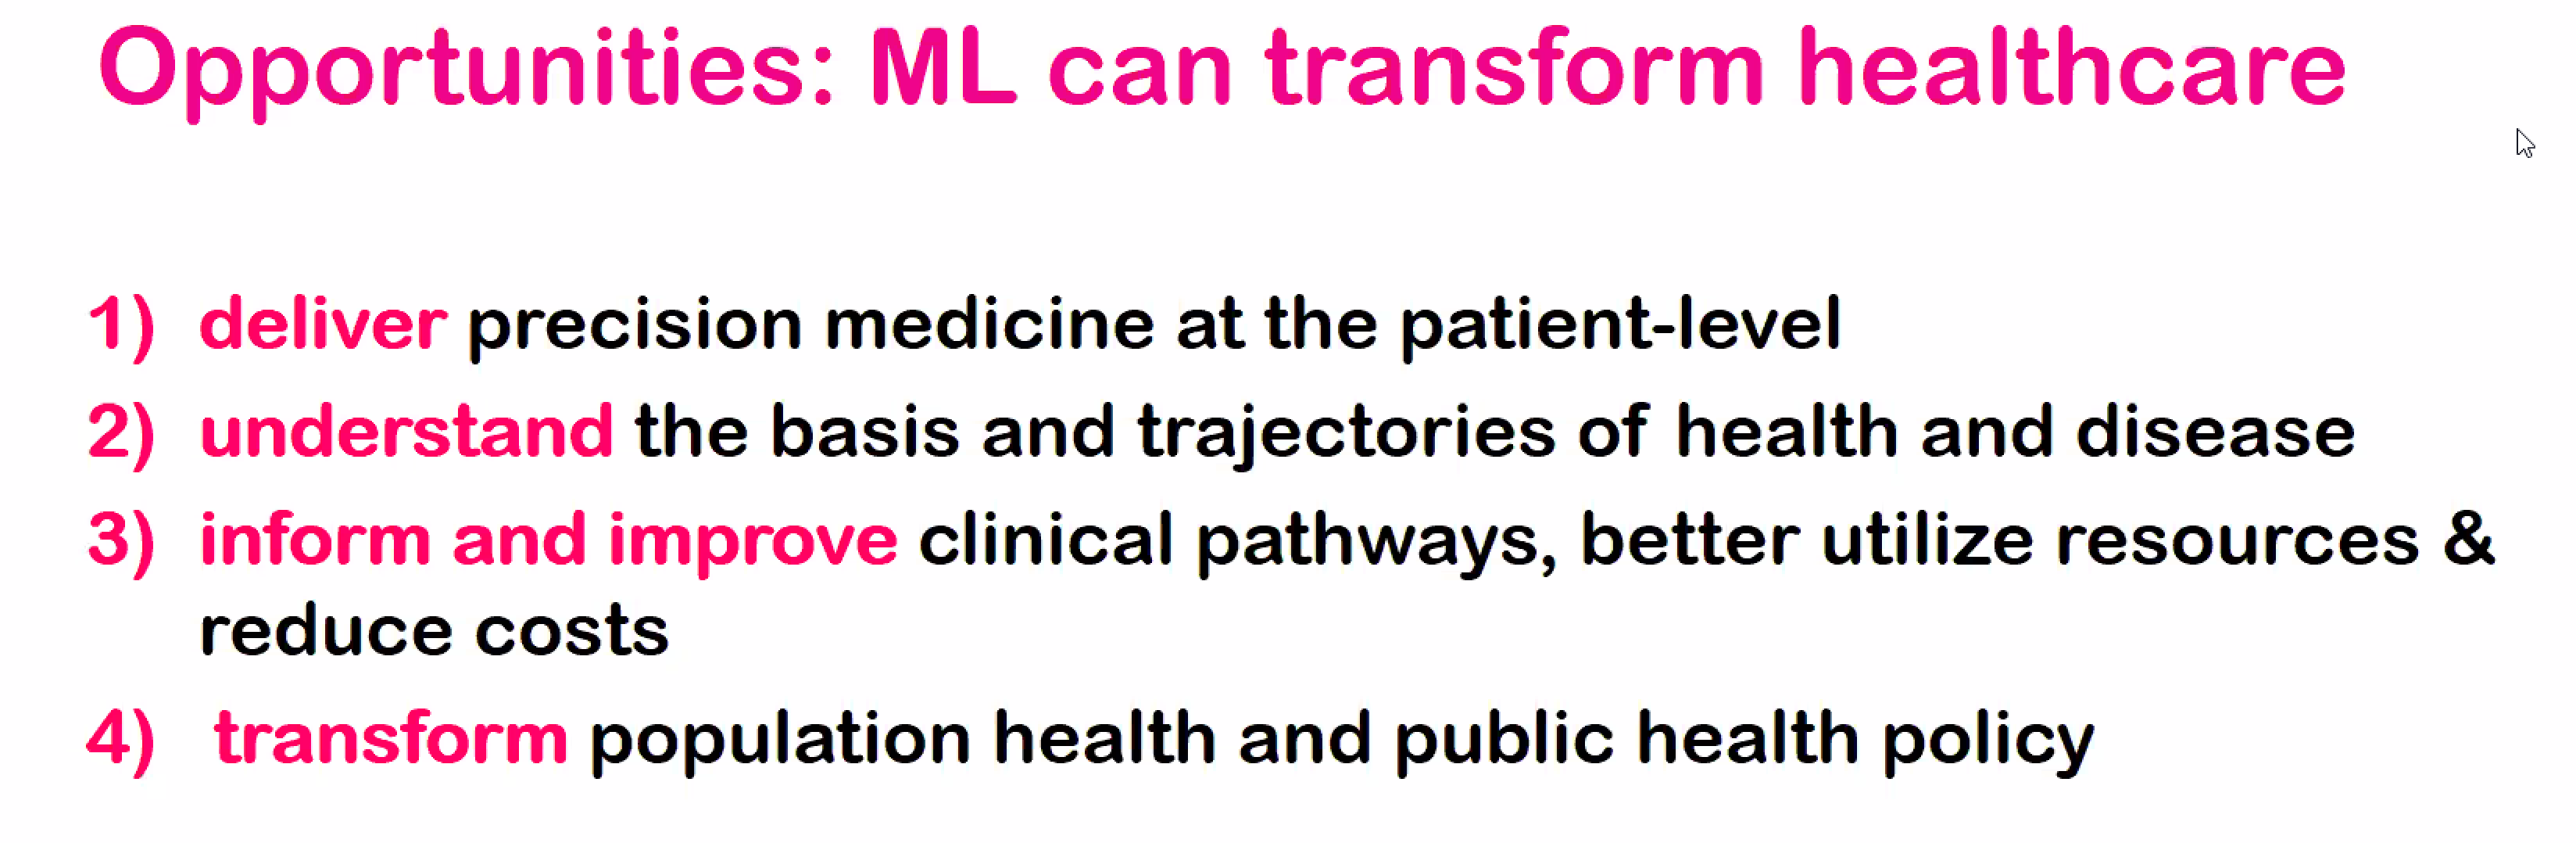 Opportunities: ML can transform healthcare
1) deliver precision medicine at the patient-level
2) understand the basis and trajectories of health and disease
3) inform and improve clinical pathways, better utilize resources &
reduce costs
4) transform population health and public health policy